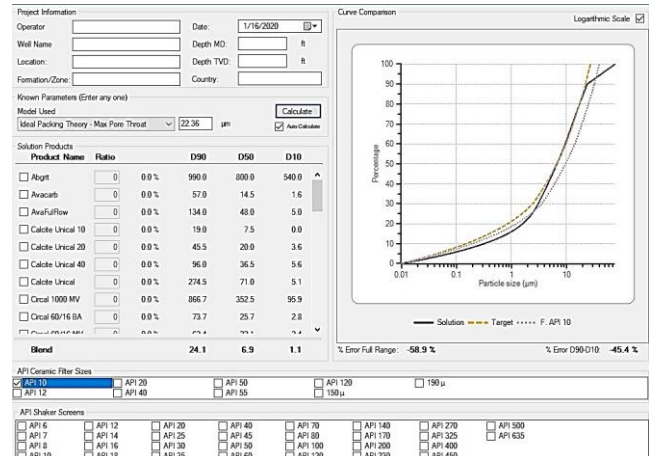 Project Information
Operator
Date: 1/16/2020
Well Name
Depth MD: ft
Location:
Depth TVD: ft
Formation/Zone:
Country:
Known Parameters (Enter any one)
Model Used
Calculate
Ideal Packing Theory - Max Pore Throat 22.36 µm
Auto Calculate
Solution Products
Product Name Ratio D90 D50 D10
Abgrt 0 0.0 % 990.0 800.0 540.0
Avacarb 0 0.0 % 57.0 14.5 1.6
AvaFulFlow 0 0.0 % 134.0 48.0 5.0
Calcite Unical 10 0 0.0 % 19.0 7.5 0.0
Calcite Unical 20 0 0.0 % 45.5 20.0 3.6
Calcite Unical 40 0 0.0 % 96.0 36.5 5.6
Calcite Unical 0 0.0 % 274.5 71.0 5.1
Circal 1000 MV 0 0.0 % 866.7 352.5 95.9
Circal 60/16 BA 0 0.0 % 73.7 25.7 2.8
Blend 24.1 6.9 1.1
Curve Comparison
Logarithmic Scale
100
90
80
70
60
50
40
30
20
10
0
Percentage
0.01 0.1 1 10
Particle size (µm)
Solution Target F. API 10
% Error Full Range: -58.9 % % Error D90-D10: -45.4 %
API Ceramic Filter Sizes
API 10 API 20 API 50 API 120 190 µ
API 12 API 40 API 55 150 µ
API Shaker Screens
API 6 API 12 API 20 API 40 API 70 API 140 API 270 API 500
API 7 API 14 API 25 API 45 API 80 API 170 API 325 API 635
API 8 API 16 API 30 API 50 API 100 API 200 API 400
API 10 API 18 API 35 API 60 API 120 API 230 API 450